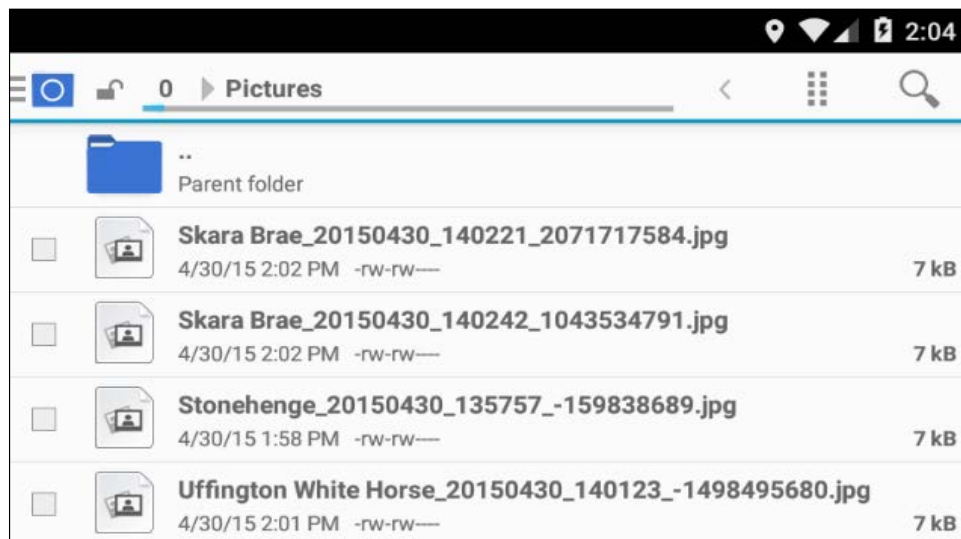 2:04
0 Pictures
..
Parent folder
Skara Brae_20150430_140221_2071717584.jpg
4/30/15 2:02 PM -rw-rw----
7 kB
Skara Brae_20150430_140242_1043534791.jpg
4/30/15 2:02 PM -rw-rw----
7 kB
Stonehenge_20150430_135757_-159838689.jpg
4/30/15 1:58 PM -rw-rw----
7 kB
Uffington White Horse_20150430_140123_-1498495680.jpg
4/30/15 2:01 PM -rw-rw----
7 kB